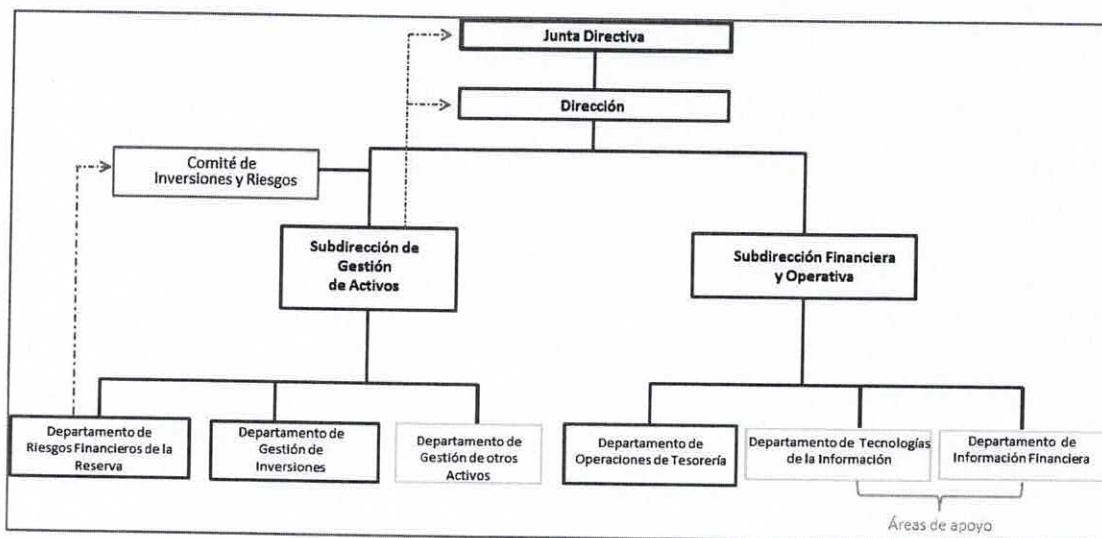 Junta Directiva
Dirección
Comité de
Inversiones y Riesgos
Subdirección de
Gestión
de Activos
Subdirección Financiera
y Operativa
Departamento de
Riesgos Financieros de la
Reserva
Departamento de
Gestión de
Inversiones
Departamento de
Gestión de otros
Activos
Departamento de
Operaciones de Tesorería
Departamento de Tecnologías
de la Información
Departamento de
Información Financiera
Áreas de apoyo